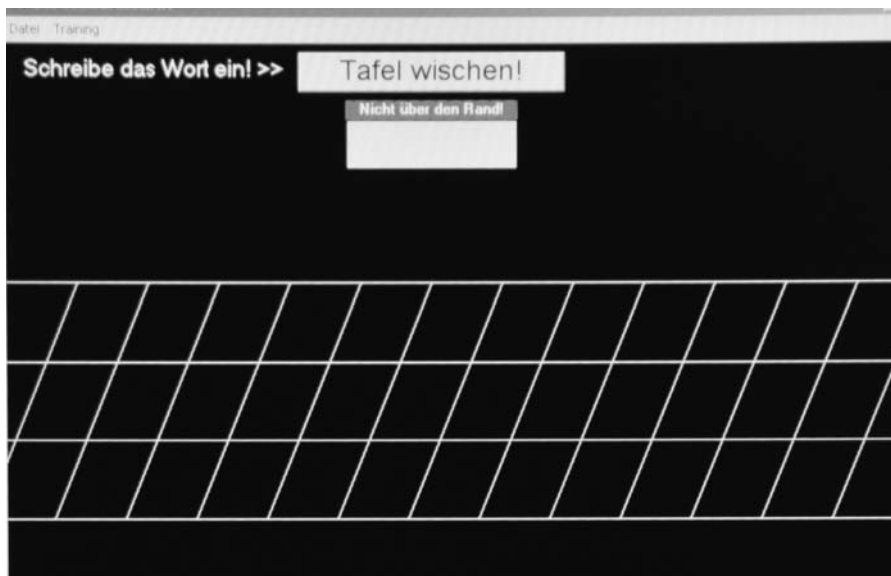 Datei Training
Schreibe das Wort ein! >> Tafel wischen!
Nicht über den Rand!